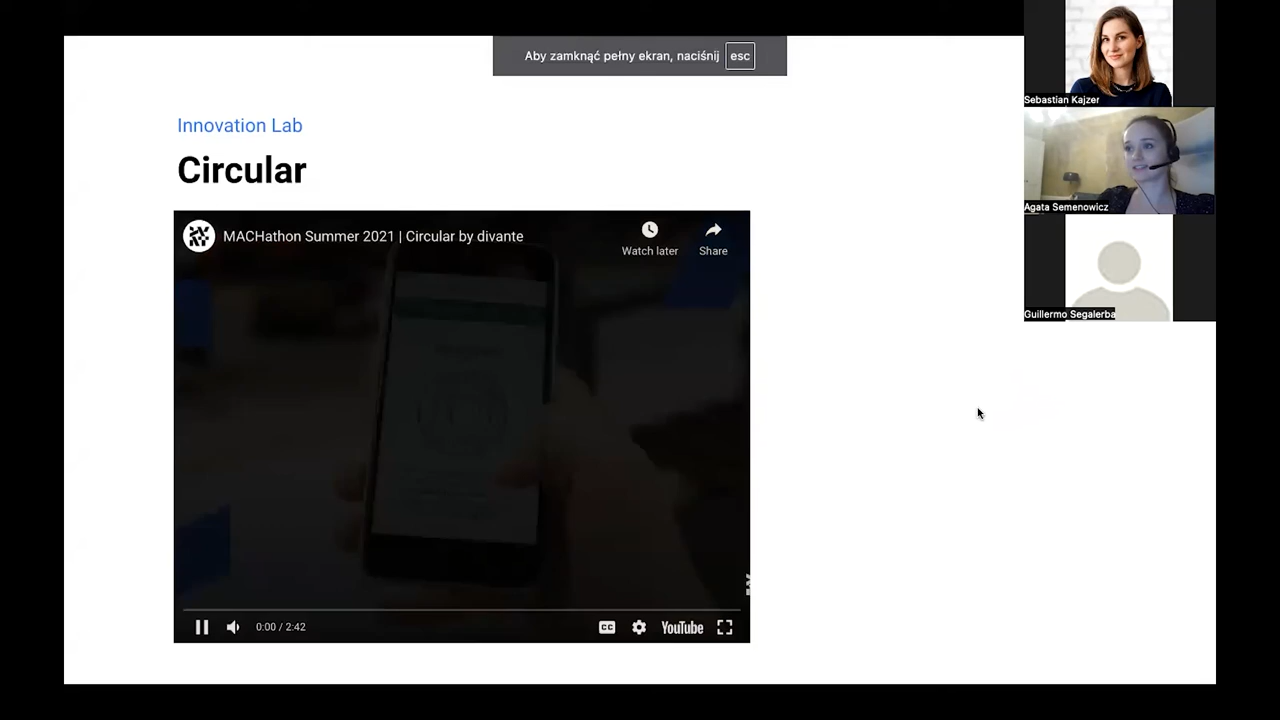 Aby zamknąć pełny ekran, naciśnij esc
Innovation Lab
Circular
MACHathon Summer 2021 | Circular by divante
Watch later
Share
0:00 / 2:42
CC
YouTube
Sebastian Kajzer
Agata Semenowicz
Guillermo Segalerba